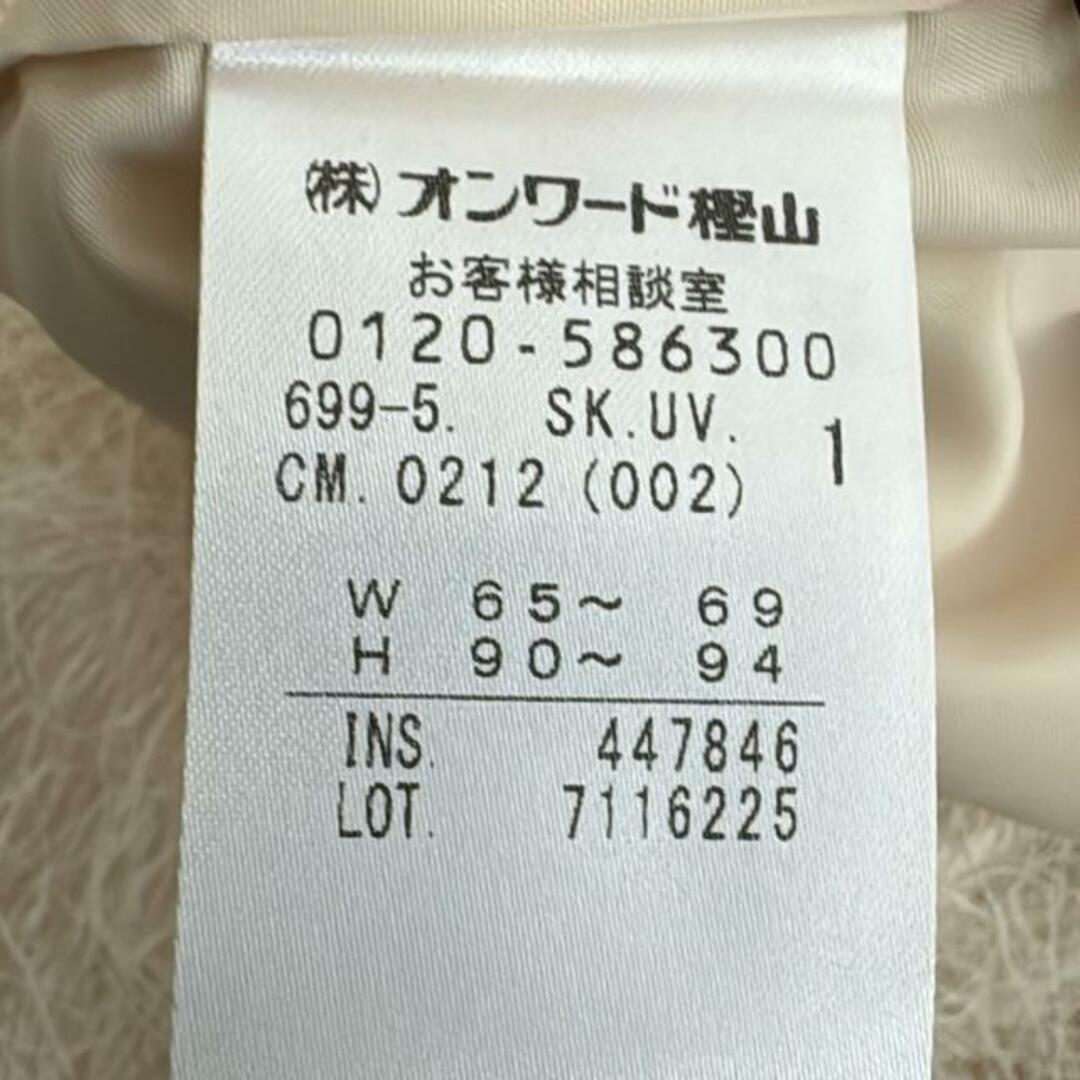 ㈱ オンワード樫山
お客様相談室
0120-586300
699-5. SK.UV. 1
CM. 0212 (002)
W 65～ 69
H 90～ 94
INS. 447846
LOT. 7116225